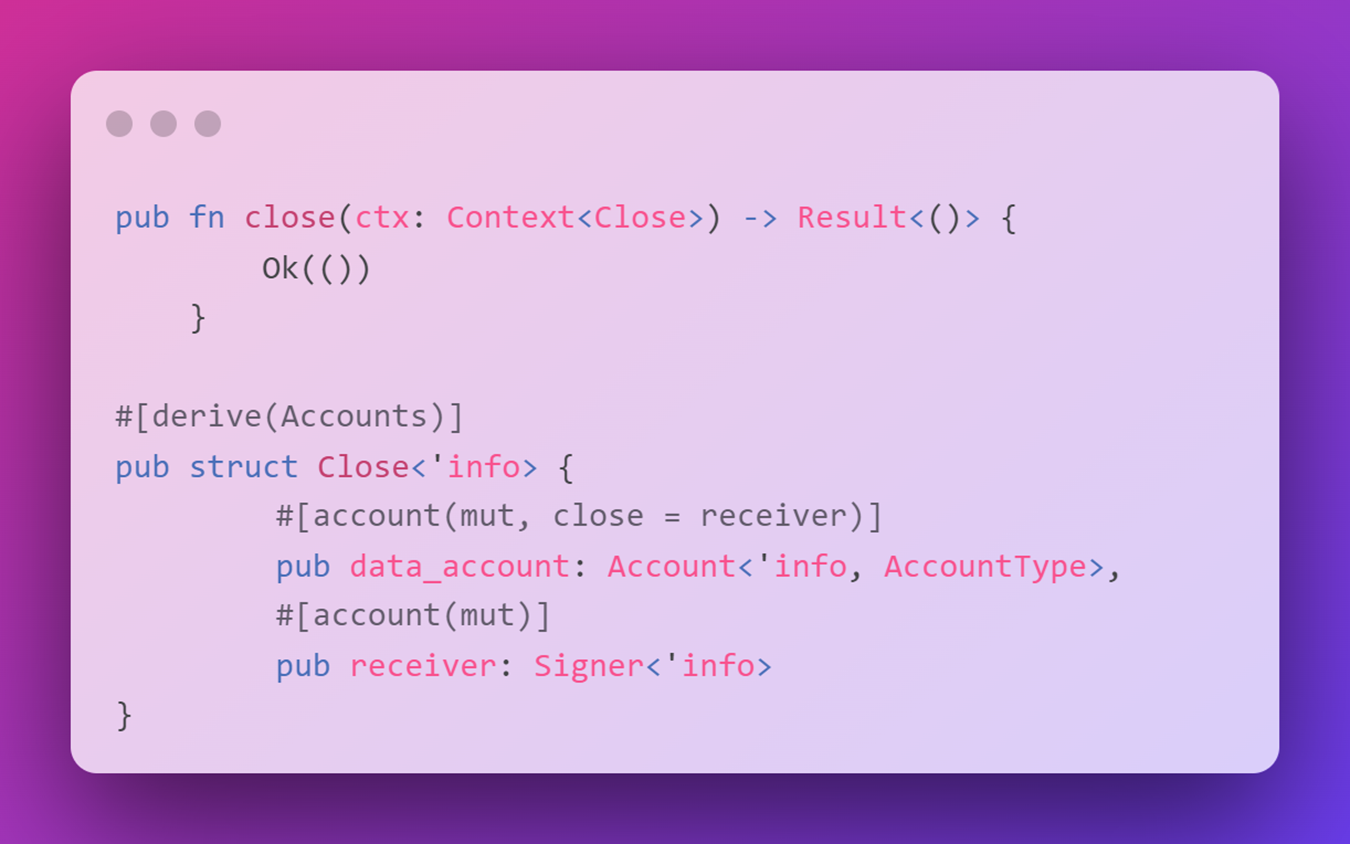 pub fn close(ctx: Context<Close>) -> Result<()> {
        Ok(())
    }
#[derive(Accounts)]
pub struct Close<'info> {
        #[account(mut, close = receiver)]
        pub data_account: Account<'info, AccountType>,
        #[account(mut)]
        pub receiver: Signer<'info>
}